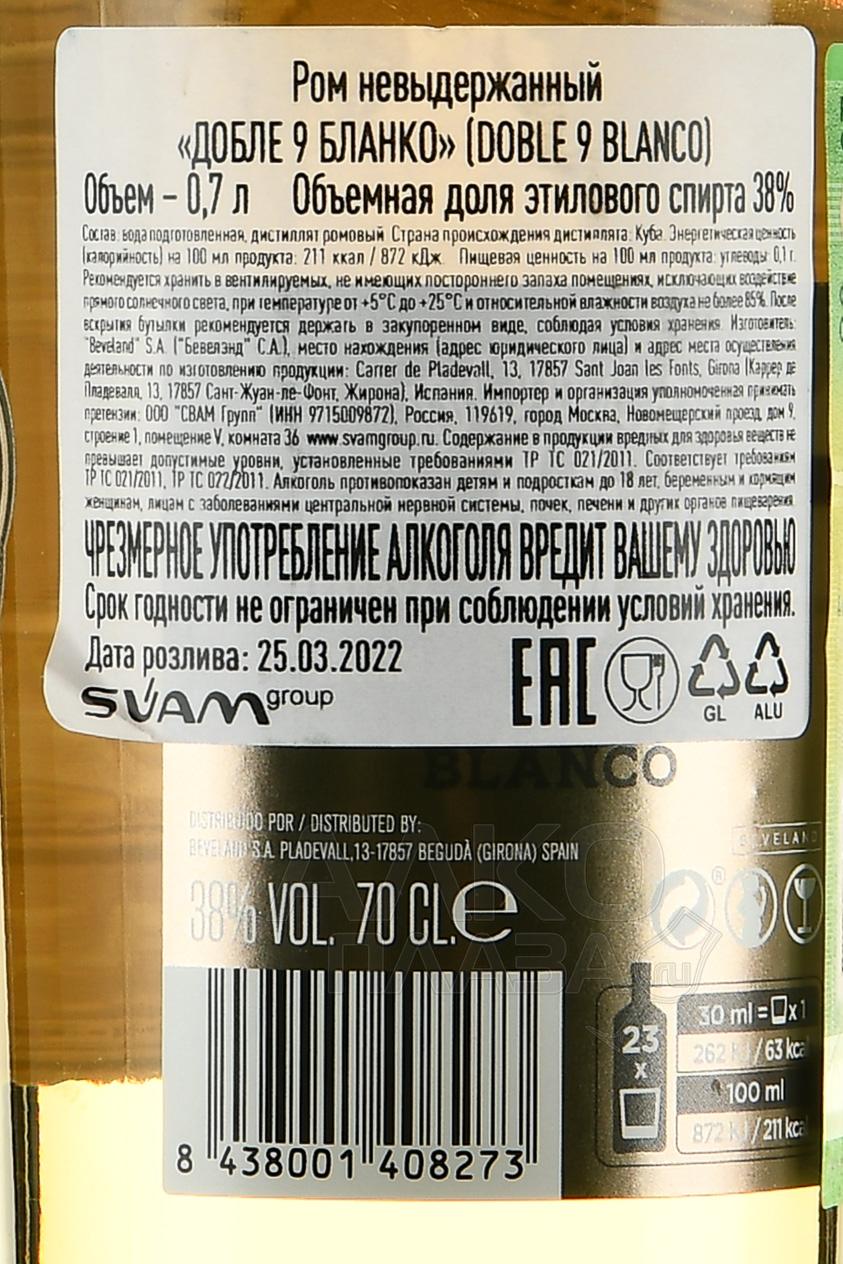 Ром невыдержанный
«ДОБЛЕ 9 БЛАНКО» (DOBLE 9 BLANCO)
Объем – 0,7 л Объемная доля этилового спирта 38%
Состав: вода подготовленная, дистиллят ромовый. Страна происхождения дистиллята: Куба. Энергетическая ценность
(калорийность) на 100 мл продукта: 211 ккал / 872 кДж. Пищевая ценность на 100 мл продукта: углеводы: 0,1 г.
Рекомендуется хранить в вентилируемых, не имеющих постороннего запаха помещениях, исключающих воздействие
прямого солнечного света, при температуре от +5°С до +25°С и относительной влажности воздуха не более 85%. После
вскрытия бутылки рекомендуется держать в закупоренном виде, соблюдая условия хранения. Изготовитель:
"Beveland" S.A. ("Бевелэнд" С.А.), место нахождения (адрес юридического лица) и адрес места осуществления
деятельности по изготовлению продукции: Carrer de Pladevall, 13, 17857 Sant Joan les Fonts, Girona (Каррер де
Пладеваля, 13, 17857 Сант-Жуан-ле-Фонт, Жирона), Испания. Импортер и организация уполномоченная принимать
претензии: ООО "СВАМ Групп" (ИНН 9715009872), Россия, 119619, город Москва, Новомещерский проезд, дом 9,
строение 1, помещение V, комната 36 www.svamgroup.ru. Содержание в продукции вредных для здоровья веществ не
превышает допустимые уровни, установленные требованиями ТР ТС 021/2011. Соответствует требованиям
ТР ТС 021/2011, ТР ТС 022/2011. Алкоголь противопоказан детям и подросткам до 18 лет, беременным и кормящим
женщинам, лицам с заболеваниями центральной нервной системы, почек, печени и других органов пищеварения.
ЧРЕЗМЕРНОЕ УПОТРЕБЛЕНИЕ АЛКОГОЛЯ ВРЕДИТ ВАШЕМУ ЗДОРОВЬЮ
Срок годности не ограничен при соблюдении условий хранения.
Дата розлива: 25.03.2022
SVAM group
EAC
GL ALU
BLANCO
DISTRIBUIDO POR / DISTRIBUTED BY:
BEVELAND S.A. PLADEVALL,13-17857 BEGUDÀ (GIRONA) SPAIN
BEVELAND
38% VOL. 70 CL. e
АЛКО
ПЛАЗА.ru
30 ml = x 1
262 KJ / 63 kcal
23
x
100 ml
872 KJ / 211 kcal
8 438001 408273